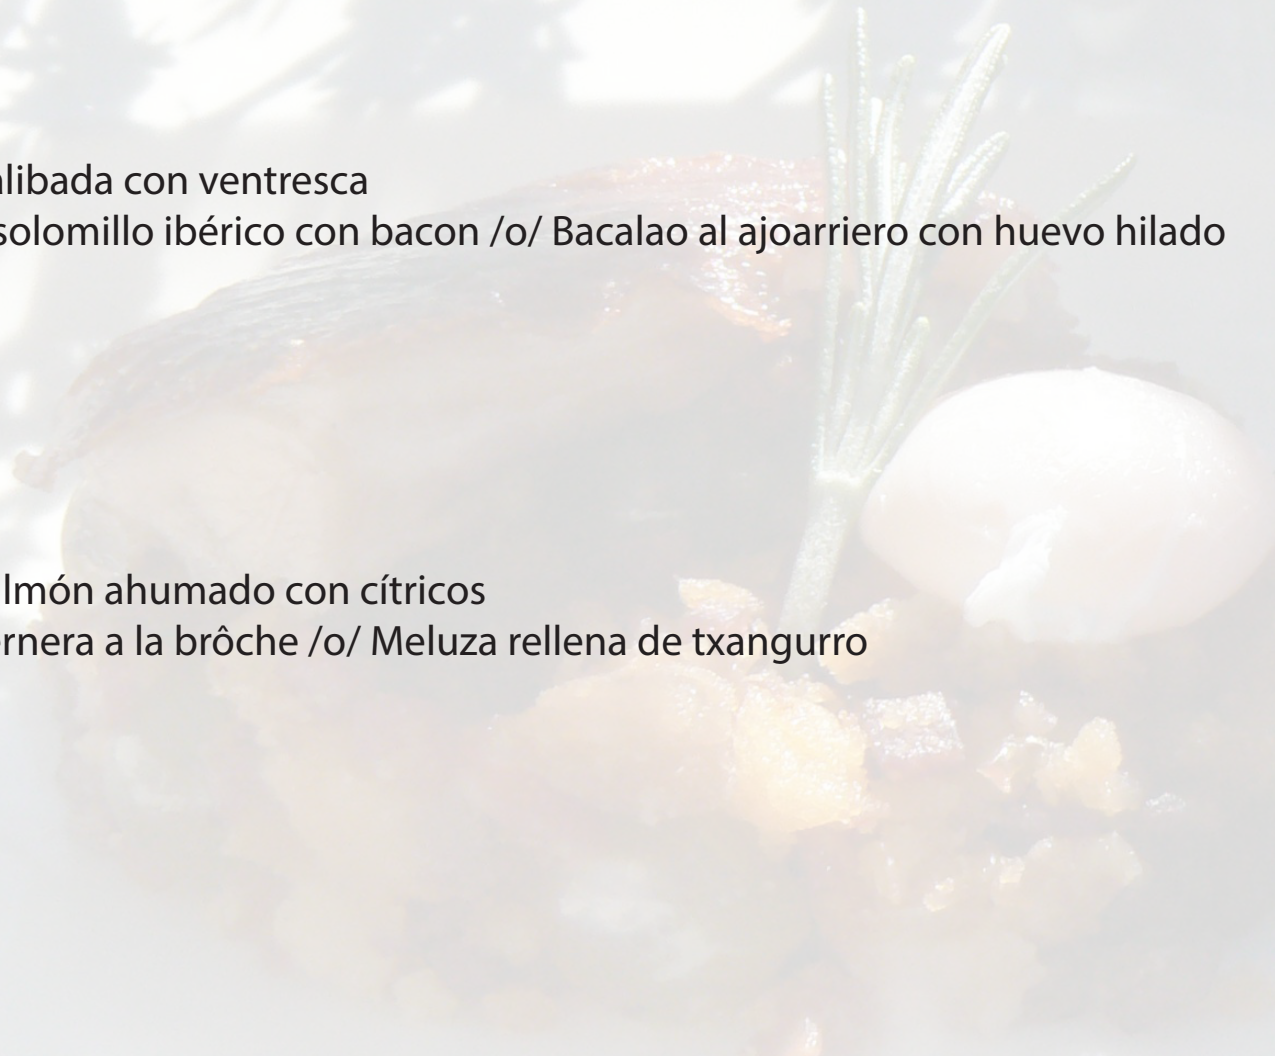 alibada con ventresca
solomillo ibérico con bacon /o/ Bacalao al ajoarriero con huevo hilado
lmón ahumado con cítricos
ernera a la brôche /o/ Meluza rellena de txangurro